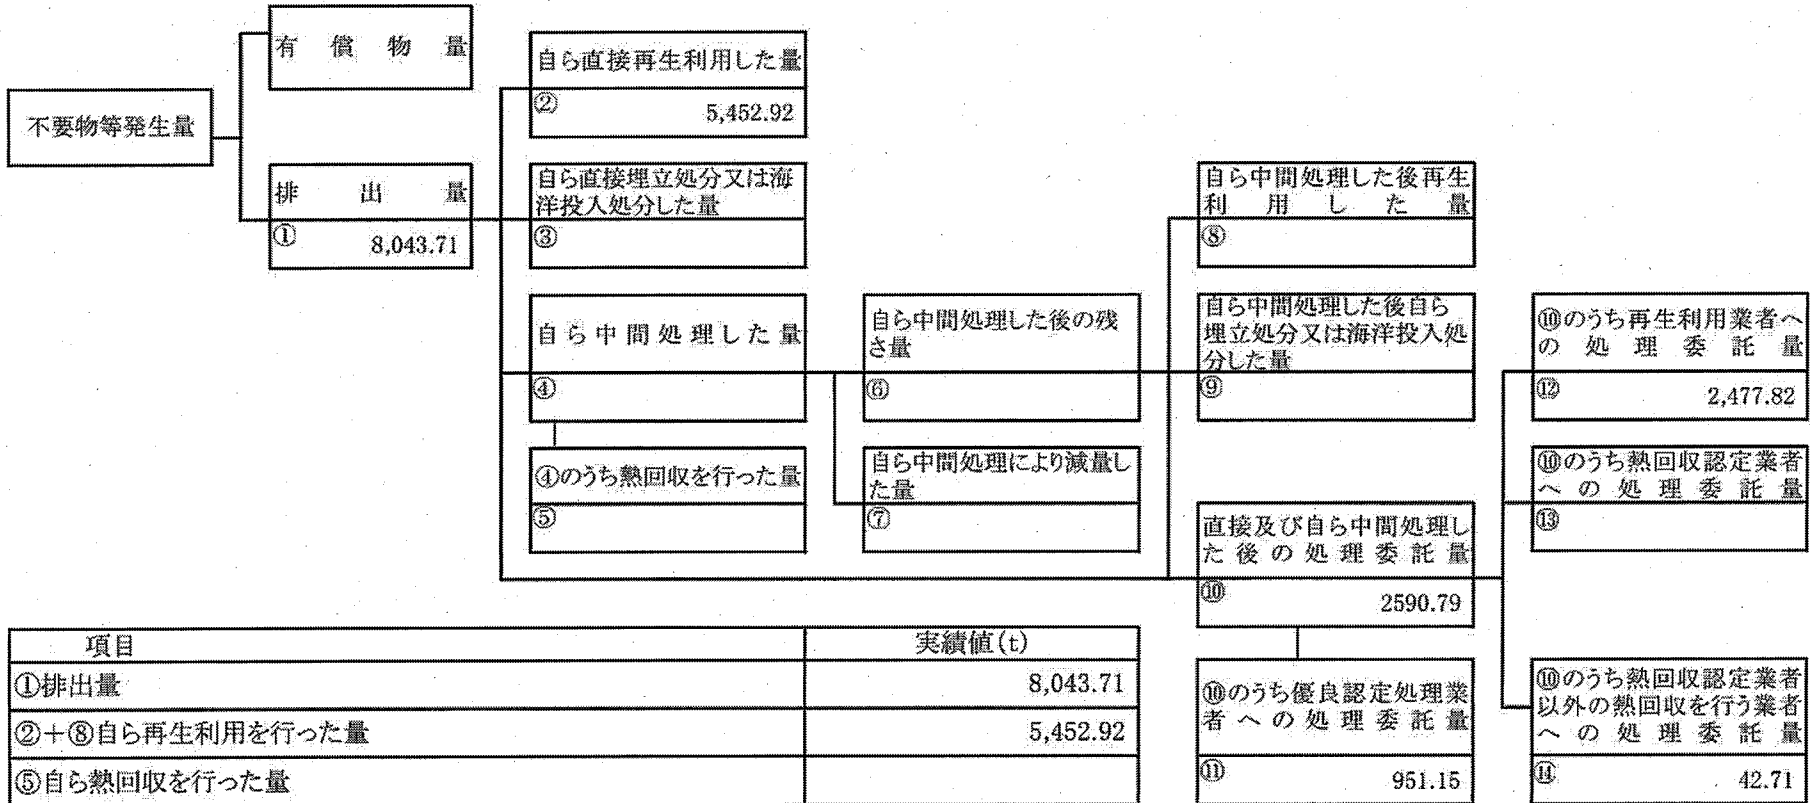 不要物等発生量
有償物量
排出量
① 8,043.71
自ら直接再生利用した量
② 5,452.92
自ら直接埋立処分又は海
洋投入処分した量
③
自ら中間処理した量
④
④のうち熱回収を行った量
⑤
自ら中間処理した後の残
さ量
⑥
自ら中間処理により減量し
た量
⑦
自ら中間処理した後再生
利用した量
⑧
自ら中間処理した後自ら
埋立処分又は海洋投入処
分した量
⑨
直接及び自ら中間処理し
た後の処理委託量
⑩ 2590.79
⑩のうち優良認定処理業
者への処理委託量
⑪ 951.15
⑩のうち再生利用業者へ
の処理委託量
⑫ 2,477.82
⑩のうち熱回収認定業者
への処理委託量
⑬
⑩のうち熱回収認定業者
以外の熱回収を行う業者
への処理委託量
⑭ 42.71
項目 実績値(t)
①排出量 8,043.71
②+⑧自ら再生利用を行った量 5,452.92
⑤自ら熱回収を行った量